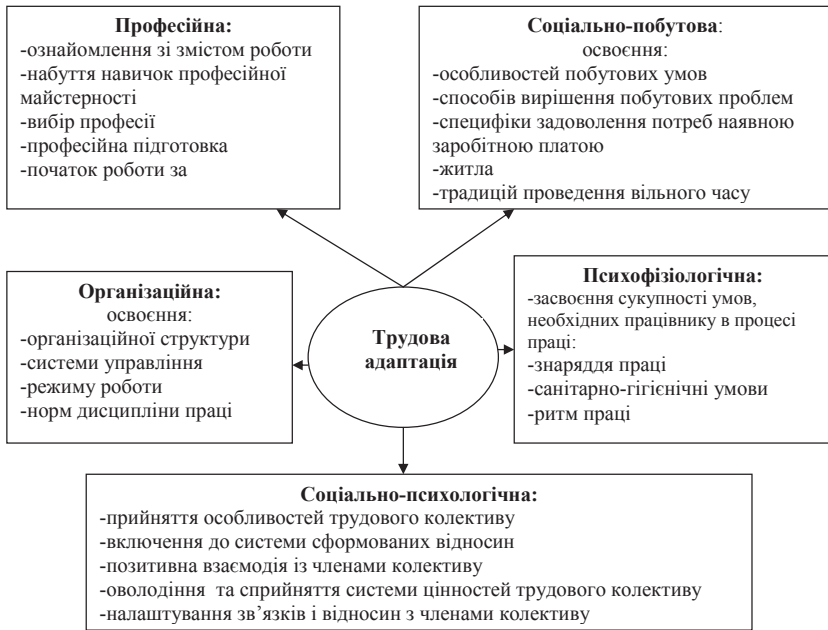 Професійна:
-ознайомлення зі змістом роботи
-набуття навичок професійної
майстерності
-вибір професії
-професійна підготовка
-початок роботи за
Соціально-побутова:
освоєння:
-особливостей побутових умов
-способів вирішення побутових проблем
-специфіки задоволення потреб наявною
заробітною платою
-житла
-традицій проведення вільного часу
Організаційна:
освоєння:
-організаційної структури
-системи управління
-режиму роботи
-норм дисципліни праці
Трудова
адаптація
Психофізіологічна:
-засвоєння сукупності умов,
необхідних працівнику в процесі
праці:
-знаряддя праці
-санітарно-гігієнічні умови
-ритм праці
Соціально-психологічна:
-прийняття особливостей трудового колективу
-включення до системи сформованих відносин
-позитивна взаємодія із членами колективу
-оволодіння та сприйняття системи цінностей трудового колективу
-налаштування зв’язків і відносин з членами колективу